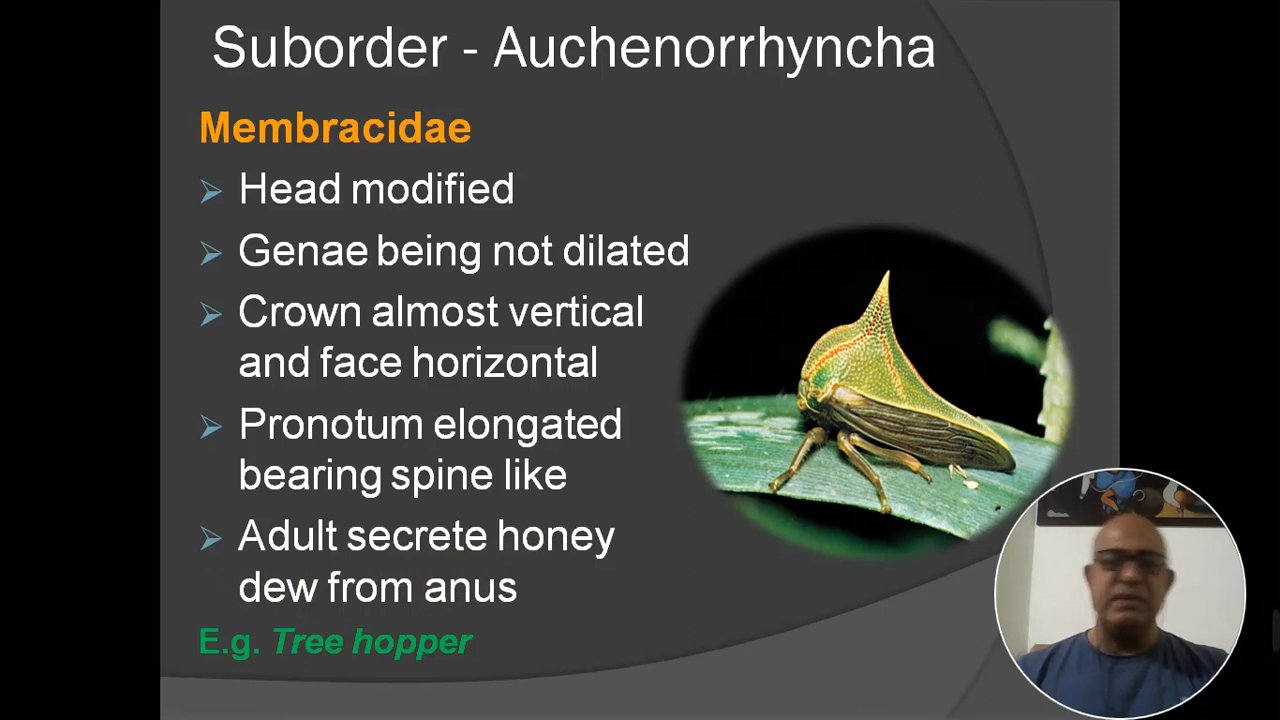 Suborder - Auchenorrhyncha
Membracidae
Head modified
Genae being not dilated
Crown almost vertical
and face horizontal
Pronotum elongated
bearing spine like
Adult secrete honey
dew from anus
E.g. Tree hopper